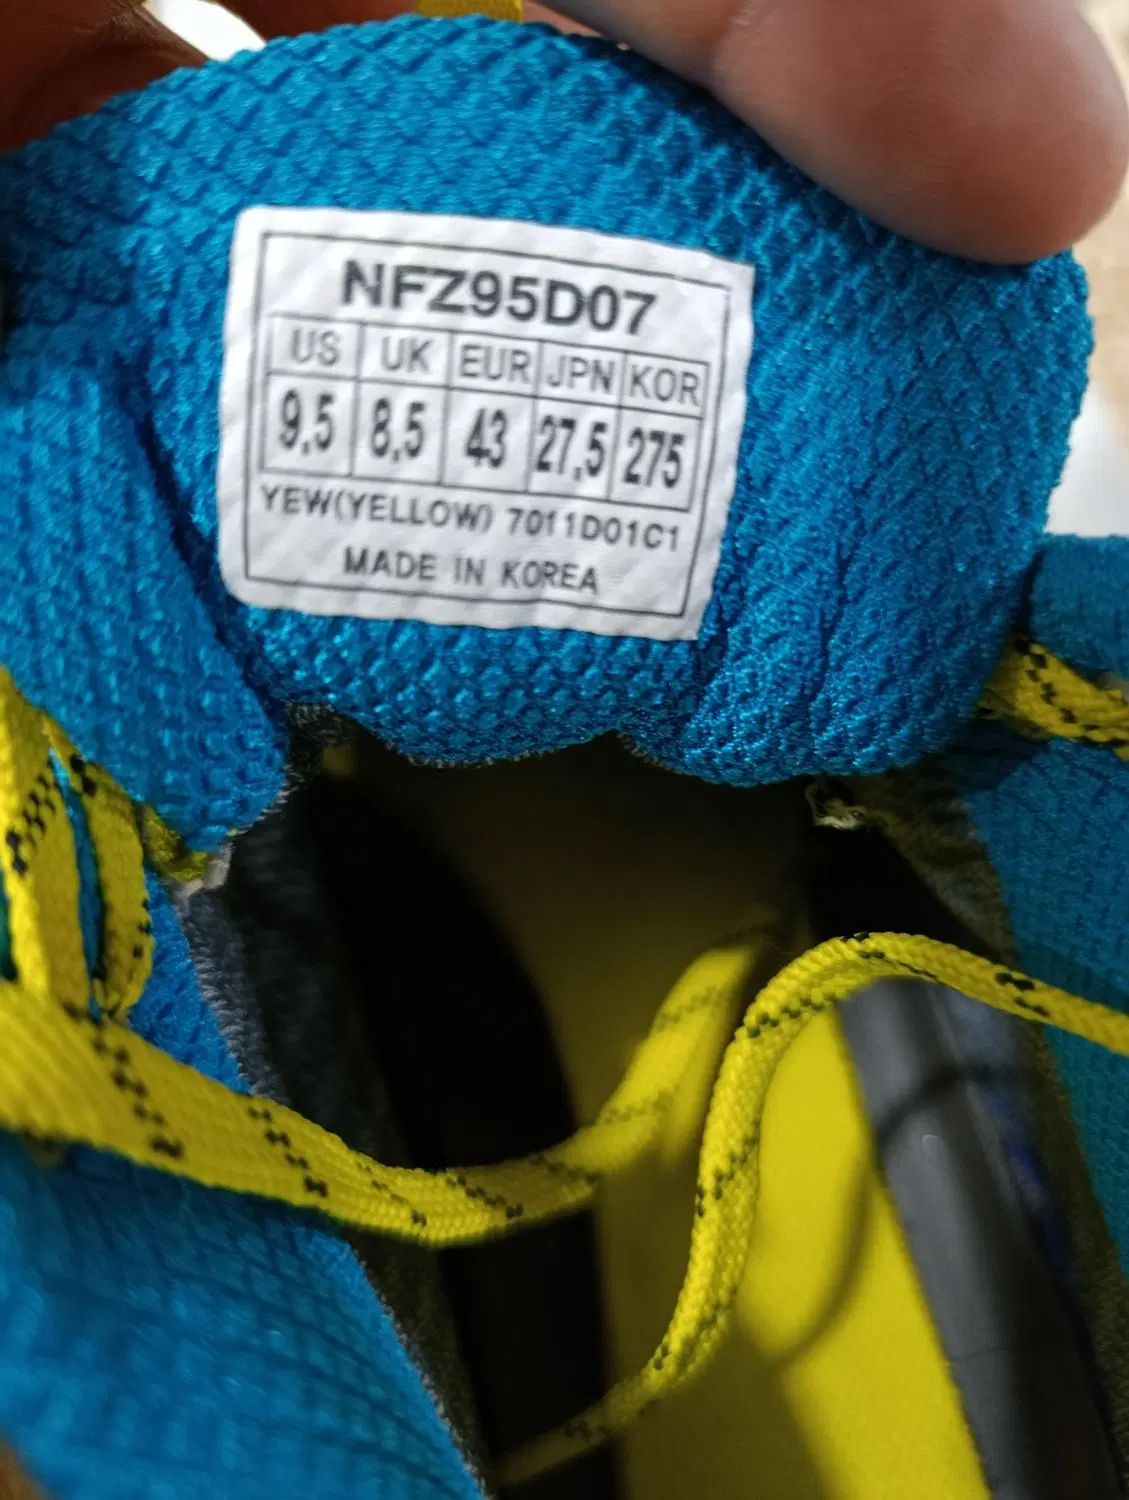 NFZ95D07
US UK EUR JPN KOR
9,5 8,5 43 27,5 275
YEW(YELLOW) 7011D01C1
MADE IN KOREA